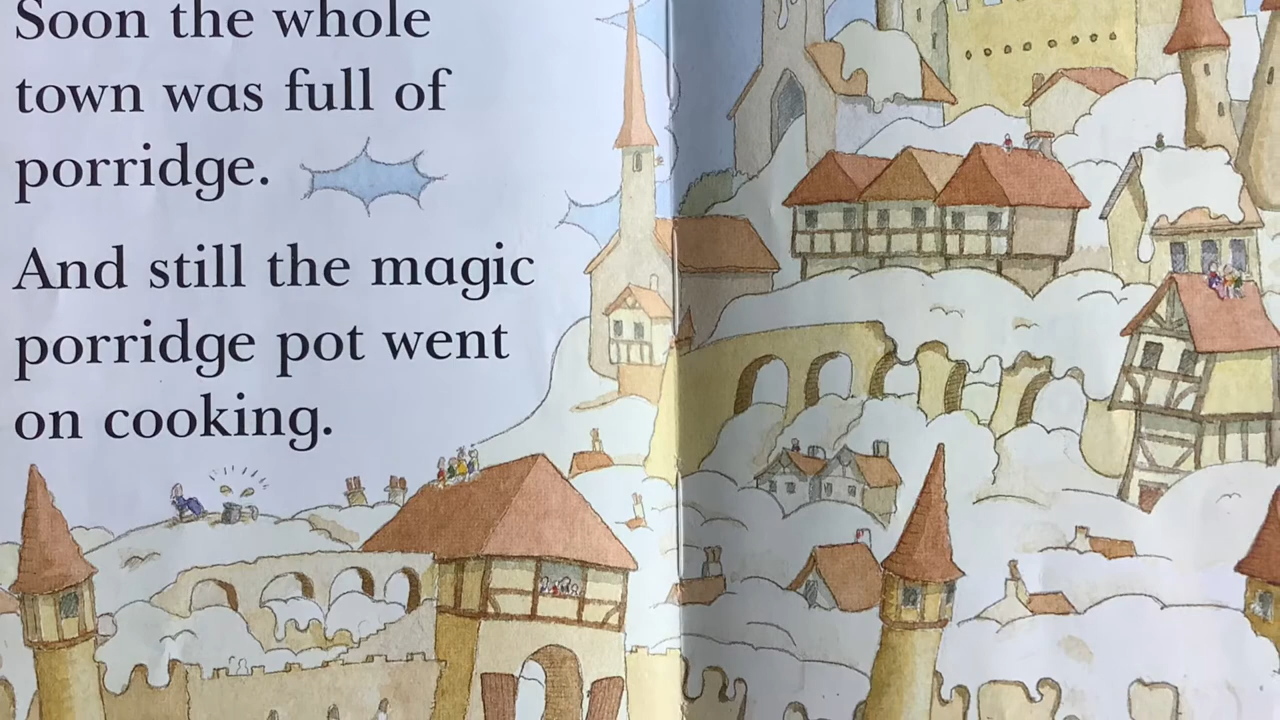 Soon the whole
town was full of
porridge.
And still the magic
porridge pot went
on cooking.